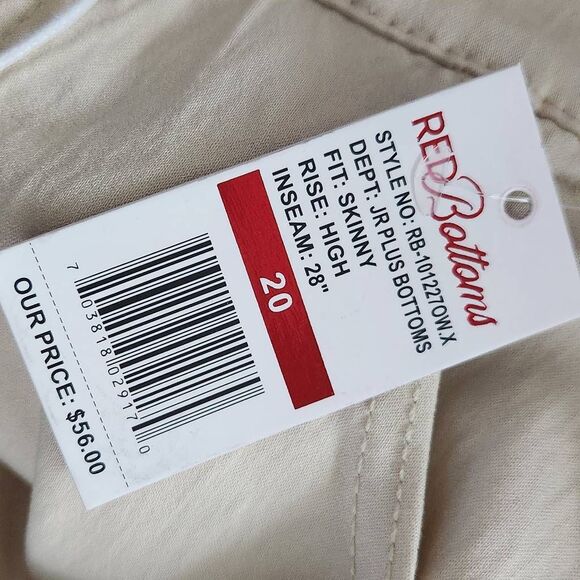 RED Bottoms
STYLE NO: RB-101227OW.X
DEPT: JR PLUS BOTTOMS
FIT: SKINNY
RISE: HIGH
INSEAM: 28"
20
7 03818 02917 0
OUR PRICE: $56.00